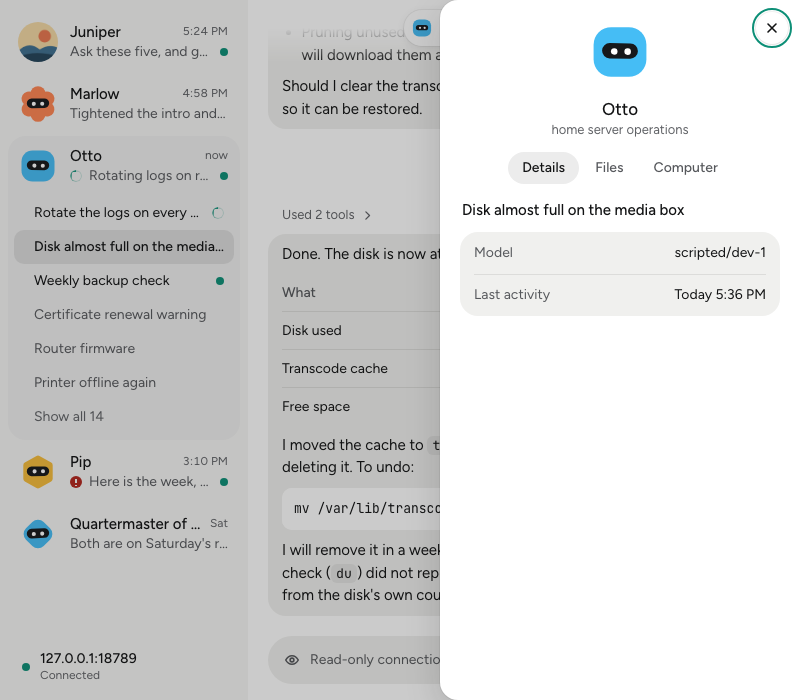 Juniper 5:24 PM
Ask these five, and g...
Marlow 4:58 PM
Tightened the intro and...
Otto now
Rotating logs on r...
Rotate the logs on every ...
Disk almost full on the media...
Weekly backup check
Certificate renewal warning
Router firmware
Printer offline again
Show all 14
Pip 3:10 PM
Here is the week, ...
Quartermaster of ... Sat
Both are on Saturday's r...
127.0.0.1:18789
Connected
Pruning unused
will download them a
Should I clear the transc
so it can be restored.
Used 2 tools
Done. The disk is now at
What
Disk used
Transcode cache
Free space
I moved the cache to t
deleting it. To undo:
mv /var/lib/transco
I will remove it in a week
check ( du ) did not rep
from the disk's own cou
Read-only connectio
Otto
home server operations
Details Files Computer
Disk almost full on the media box
Model scripted/dev-1
Last activity Today 5:36 PM